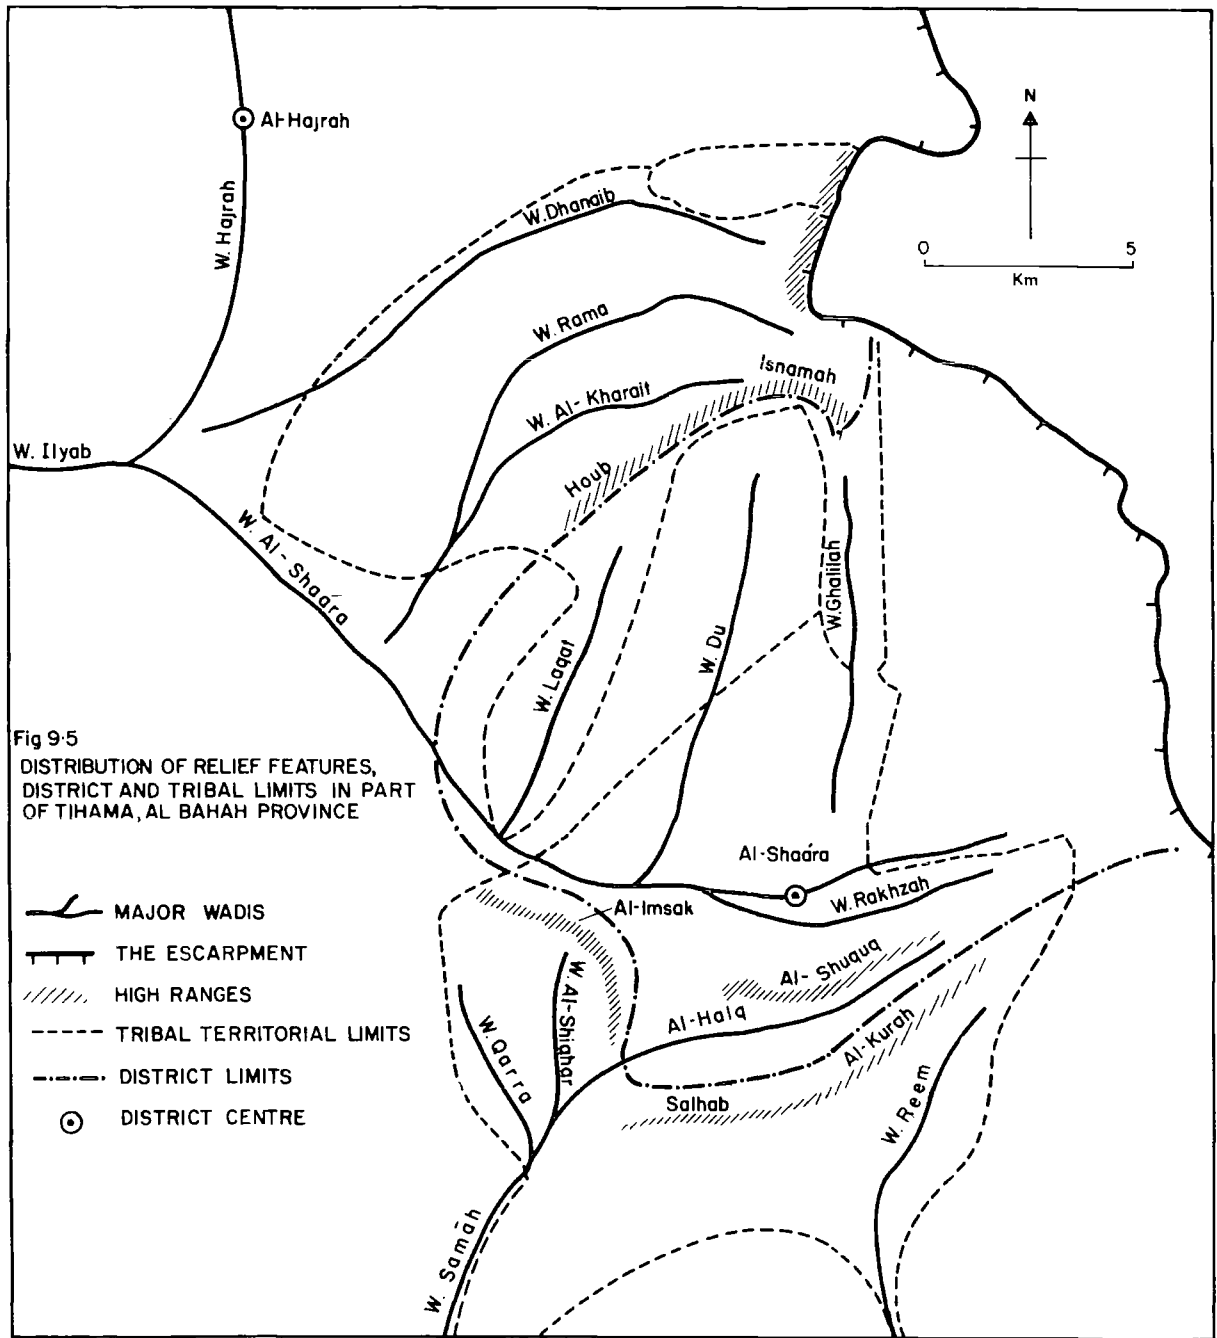 N
Al-Hajrah
W. Hajrah
W. Dhanaib
0 5
Km
W. Rama
Isnamah
W. Al-Kharait
Houb
W. Ilyab
W. Al-Shaára
W. Ghalilah
W. Laqat
W. Du
Fig 9·5
DISTRIBUTION OF RELIEF FEATURES,
DISTRICT AND TRIBAL LIMITS IN PART
OF TIHAMA, AL BAHAH PROVINCE
Al-Shaára
W. Rakhzah
Al-Imsak
Al-Shuquq
Al-Halq
W. Al-Shighar
W. Qarra
Al-Kurah
Salhab
W. Reem
W. Samāh
MAJOR WADIS
THE ESCARPMENT
HIGH RANGES
TRIBAL TERRITORIAL LIMITS
DISTRICT LIMITS
DISTRICT CENTRE